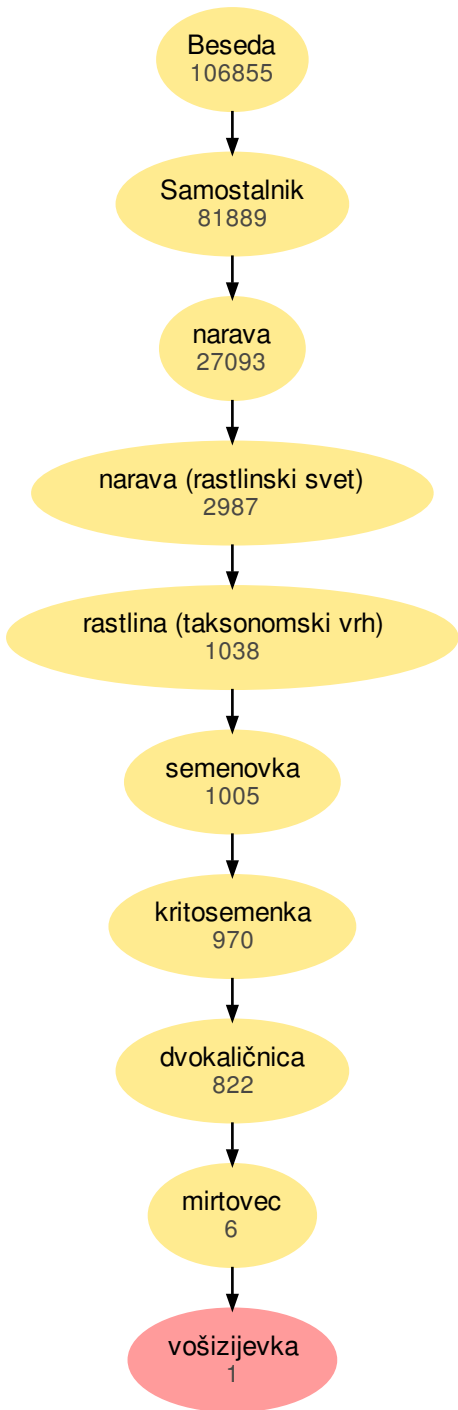 Beseda
106855
Samostalnik
81889
narava
27093
narava (rastlinski svet)
2987
rastlina (taksonomski vrh)
1038
semenovka
1005
kritosemenka
970
dvokaličnica
822
mirtovec
6
vošizijevka
1